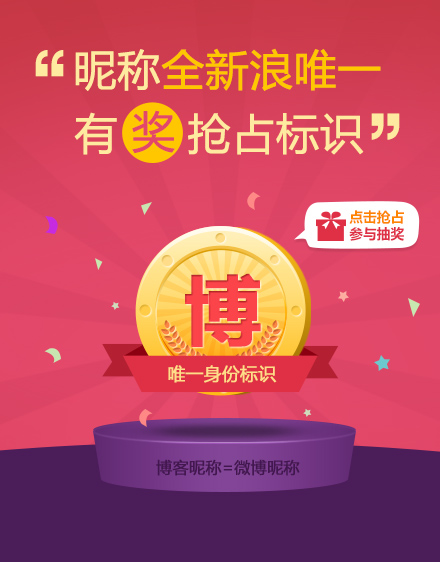 “昵称全新浪唯一
有奖抢占标识”
点击抢占
参与抽奖
博
唯一身份标识
博客昵称=微博昵称